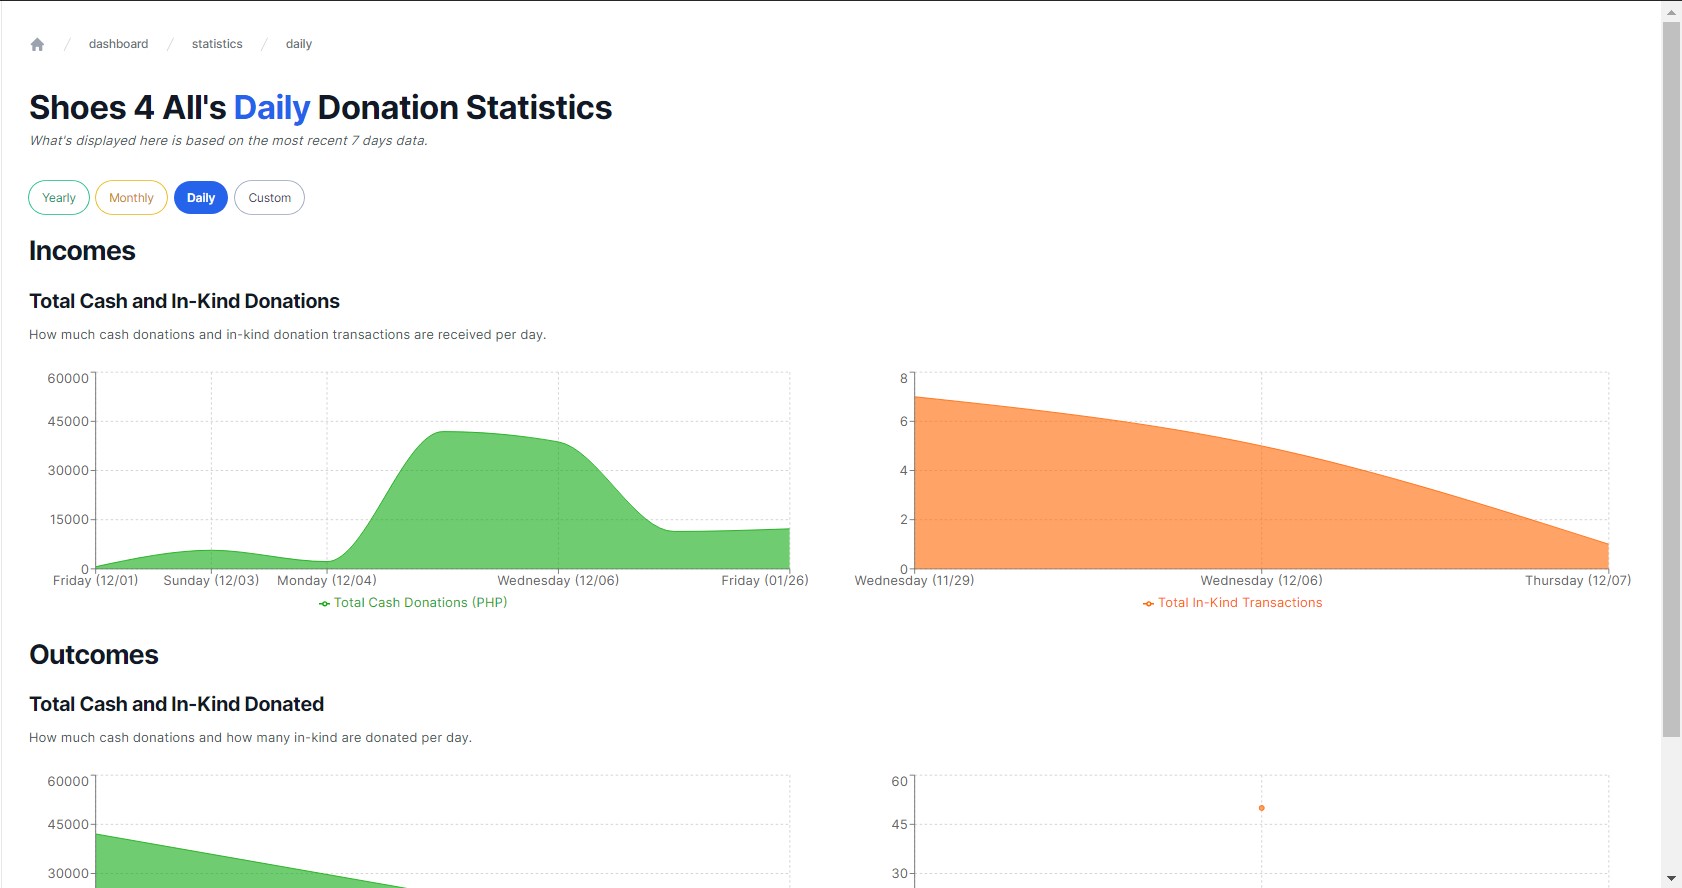 dashboard / statistics / daily
Shoes 4 All's Daily Donation Statistics
What's displayed here is based on the most recent 7 days data.
Yearly Monthly Daily Custom
Incomes
Total Cash and In-Kind Donations
How much cash donations and in-kind donation transactions are received per day.
60000
45000
30000
15000
0
Friday (12/01) Sunday (12/03) Monday (12/04) Wednesday (12/06) Friday (01/26)
Total Cash Donations (PHP)
8
6
4
2
0
Wednesday (11/29) Wednesday (12/06) Thursday (12/07)
Total In-Kind Transactions
Outcomes
Total Cash and In-Kind Donated
How much cash donations and how many in-kind are donated per day.
60000
45000
30000
60
45
30